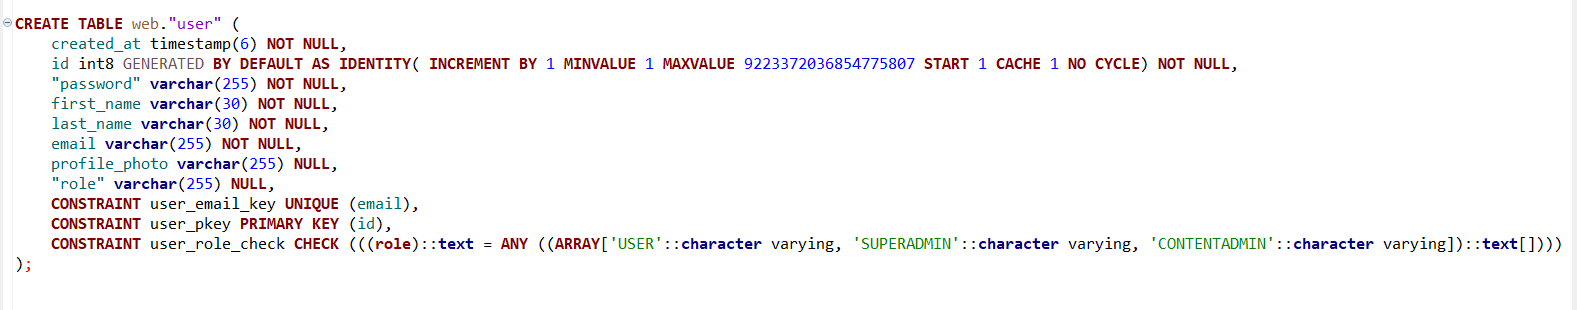 CREATE TABLE web."user" (
created_at timestamp(6) NOT NULL,
id int8 GENERATED BY DEFAULT AS IDENTITY( INCREMENT BY 1 MINVALUE 1 MAXVALUE 9223372036854775807 START 1 CACHE 1 NO CYCLE) NOT NULL,
"password" varchar(255) NOT NULL,
first_name varchar(30) NOT NULL,
last_name varchar(30) NOT NULL,
email varchar(255) NOT NULL,
profile_photo varchar(255) NULL,
"role" varchar(255) NULL,
CONSTRAINT user_email_key UNIQUE (email),
CONSTRAINT user_pkey PRIMARY KEY (id),
CONSTRAINT user_role_check CHECK (((role)::text = ANY ((ARRAY['USER'::character varying, 'SUPERADMIN'::character varying, 'CONTENTADMIN'::character varying])::text[])))
);